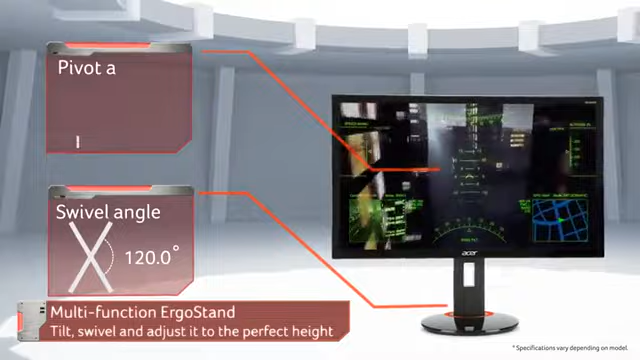 Pivot a
Swivel angle
120.0°
Multi-function ErgoStand
Tilt, swivel and adjust it to the perfect height
acer
* Specifications vary depending on model.